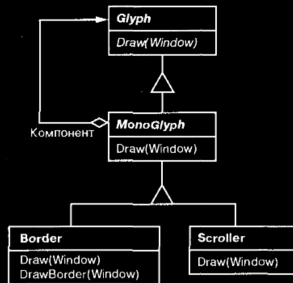 Glyph
Draw(Window)
Компонент
MonoGlyph
Draw(Window)
Border
Draw(Window)
DrawBorder(Window)
Scroller
Draw(Window)